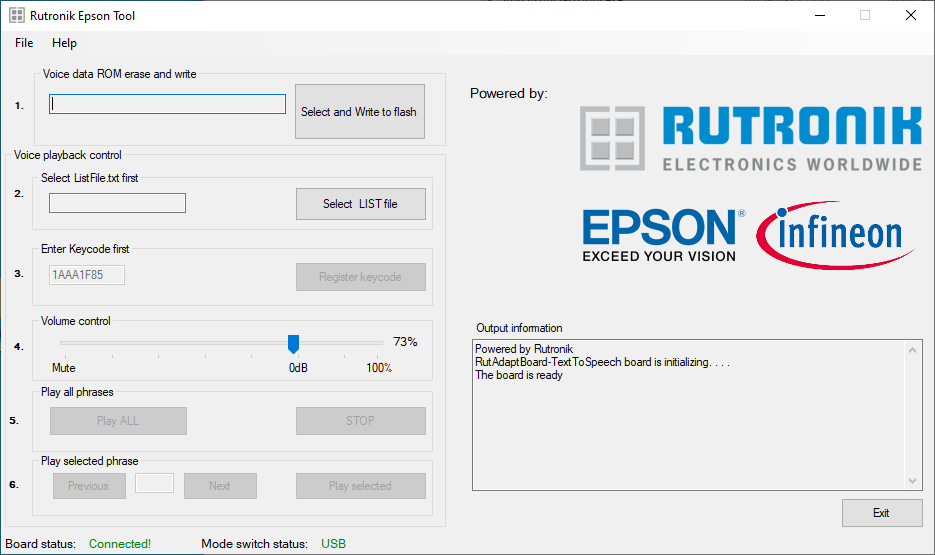 Rutronik Epson Tool
File Help
Voice data ROM erase and write
1.
Select and Write to flash
Voice playback control
Select ListFile.txt first
2.
Select LIST file
Enter Keycode first
3.
1AAA1F85
Register keycode
Volume control
4.
73%
Mute 0dB 100%
Play all phrases
5.
Play ALL
STOP
Play selected phrase
6.
Previous
Next
Play selected
Board status: Connected! Mode switch status: USB
Powered by:
RUTRONIK
ELECTRONICS WORLDWIDE
EPSON®
EXCEED YOUR VISION
infineon
Output information
Powered by Rutronik
RutAdaptBoard-TextToSpeech board is initializing. . . .
The board is ready
Exit